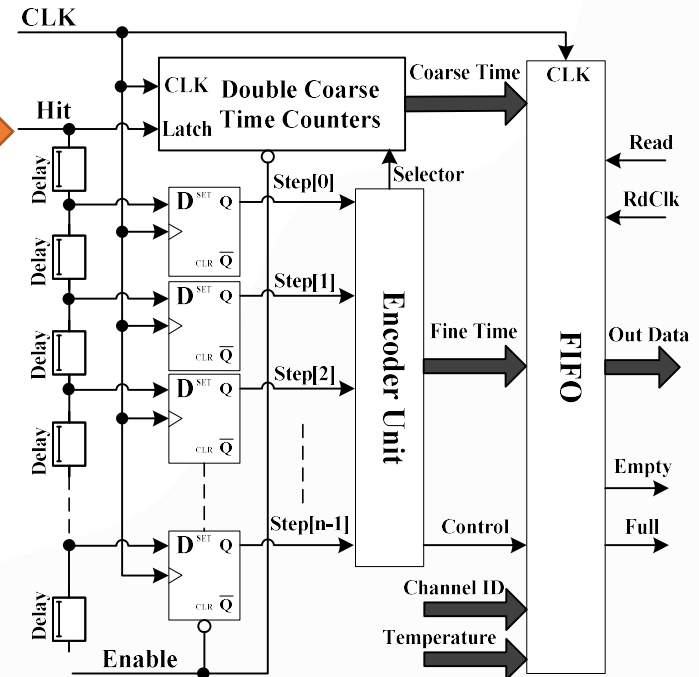 CLK
Hit
CLK
Latch
Double Coarse
Time Counters
Coarse Time
CLK
Read
RdClk
Selector
Delay
Step[0]
D SET Q
CLR Q
Delay
Step[1]
D SET Q
CLR Q
Delay
Step[2]
D SET Q
CLR Q
Delay
Encoder Unit
Fine Time
FIFO
Out Data
Empty
Full
Step[n-1]
D SET Q
CLR Q
Control
Delay
Channel ID
Temperature
Enable